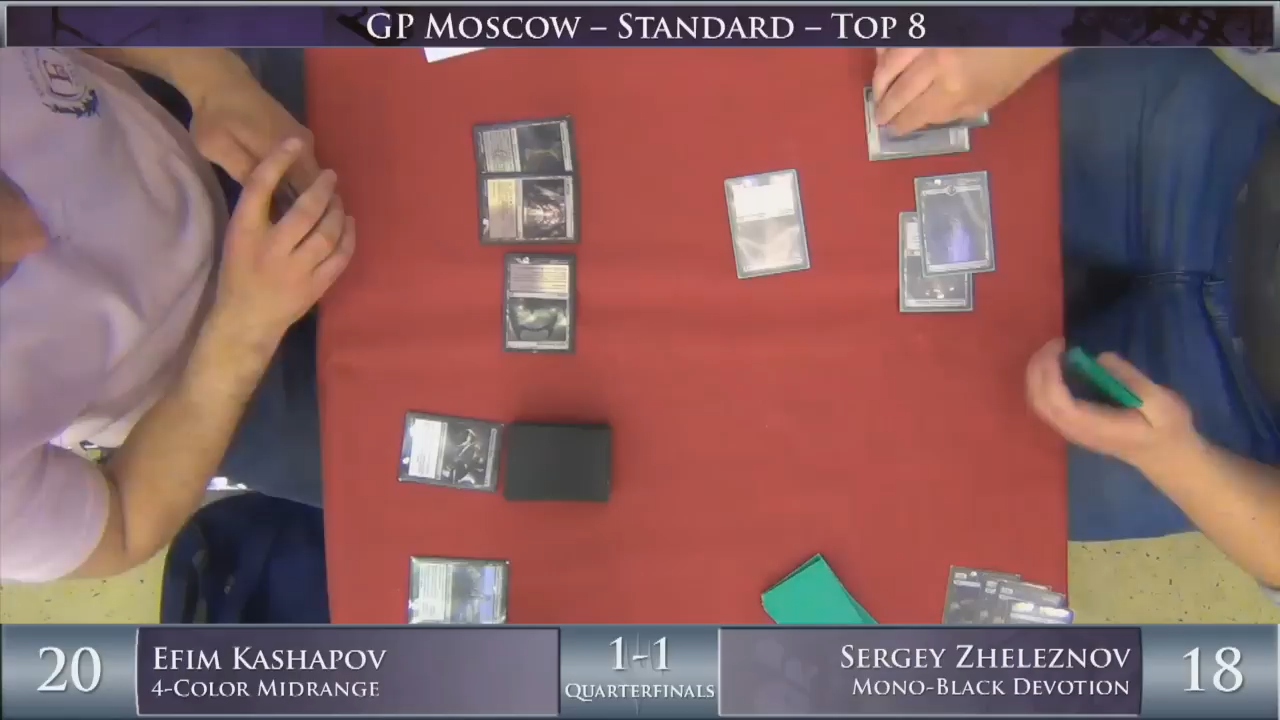 GP Moscow – Standard – Top 8
20
Efim Kashapov
4-Color Midrange
1-1
Quarterfinals
Sergey Zheleznov
Mono-Black Devotion
18